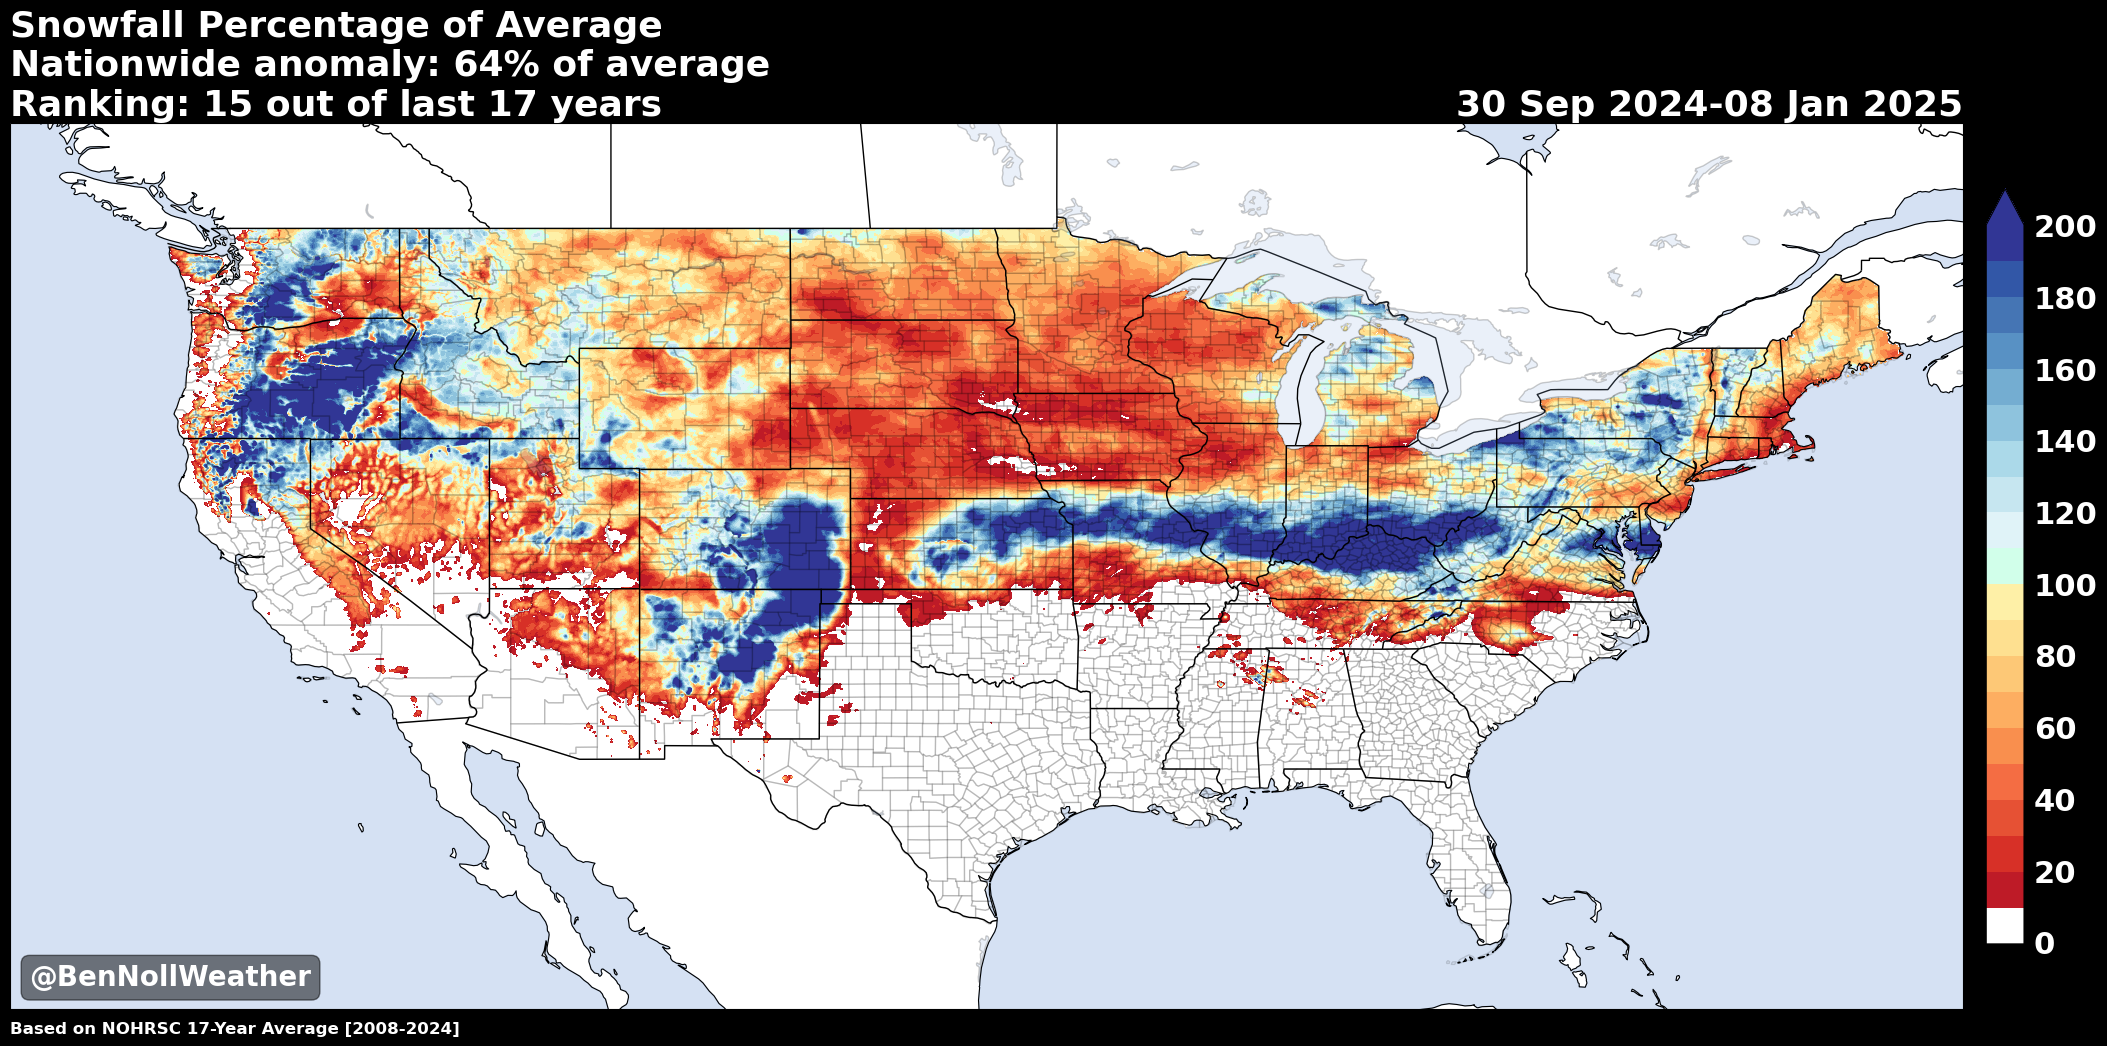 Snowfall Percentage of Average
Nationwide anomaly: 64% of average
Ranking: 15 out of last 17 years
30 Sep 2024-08 Jan 2025
200
180
160
140
120
100
80
60
40
20
0
@BenNollWeather
Based on NOHRSC 17-Year Average [2008-2024]